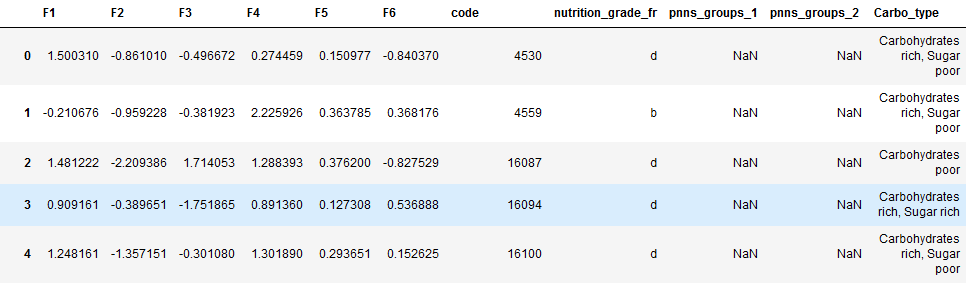 F1 F2 F3 F4 F5 F6 code nutrition_grade_fr pnns_groups_1 pnns_groups_2 Carbo_type
0 1.500310 -0.861010 -0.496672 0.274459 0.150977 -0.840370 4530 d NaN NaN Carbohydrates
rich, Sugar
poor
1 -0.210676 -0.959228 -0.381923 2.225926 0.363785 0.368176 4559 b NaN NaN Carbohydrates
rich, Sugar
poor
2 1.481222 -2.209386 1.714053 1.288393 0.376200 -0.827529 16087 d NaN NaN Carbohydrates
poor
3 0.909161 -0.389651 -1.751865 0.891360 0.127308 0.536888 16094 d NaN NaN Carbohydrates
rich, Sugar rich
4 1.248161 -1.357151 -0.301080 1.301890 0.293651 0.152625 16100 d NaN NaN Carbohydrates
rich, Sugar
poor